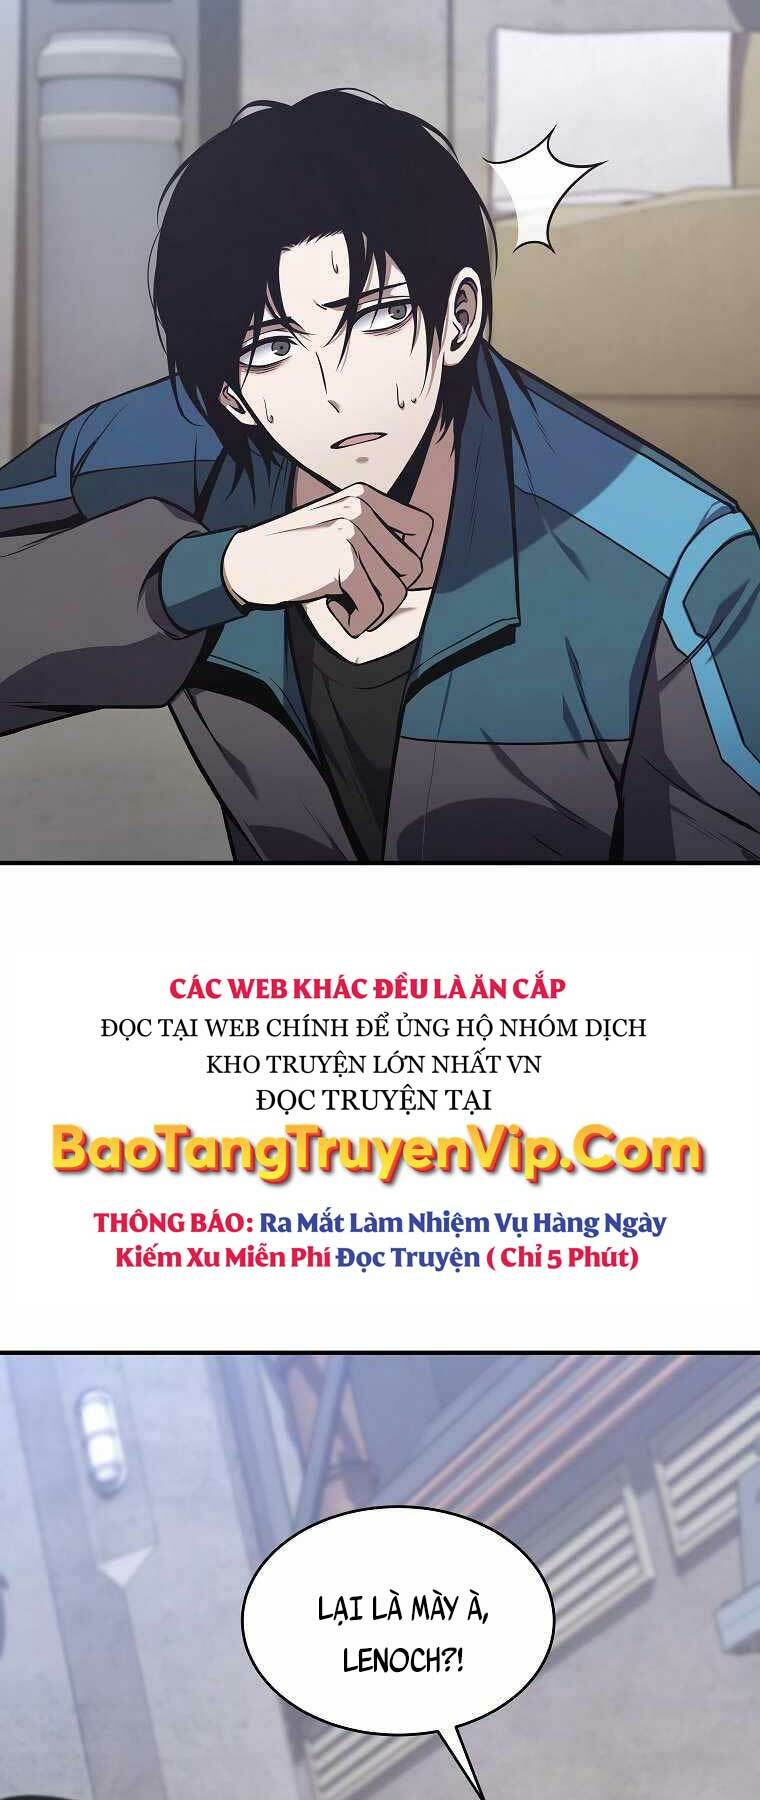 CÁC WEB KHÁC ĐỀU LÀ ĂN CẮP
ĐỌC TẠI WEB CHÍNH ĐỂ ỦNG HỘ NHÓM DỊCH
KHO TRUYỆN LỚN NHẤT VN
ĐỌC TRUYỆN TẠI
BaoTangTruyenVip.Com
THÔNG BÁO: Ra Mắt Làm Nhiệm Vụ Hàng Ngày
Kiếm Xu Miễn Phí Đọc Truyện ( Chỉ 5 Phút)
LẠI LÀ MÀY À,
LENOCH?!